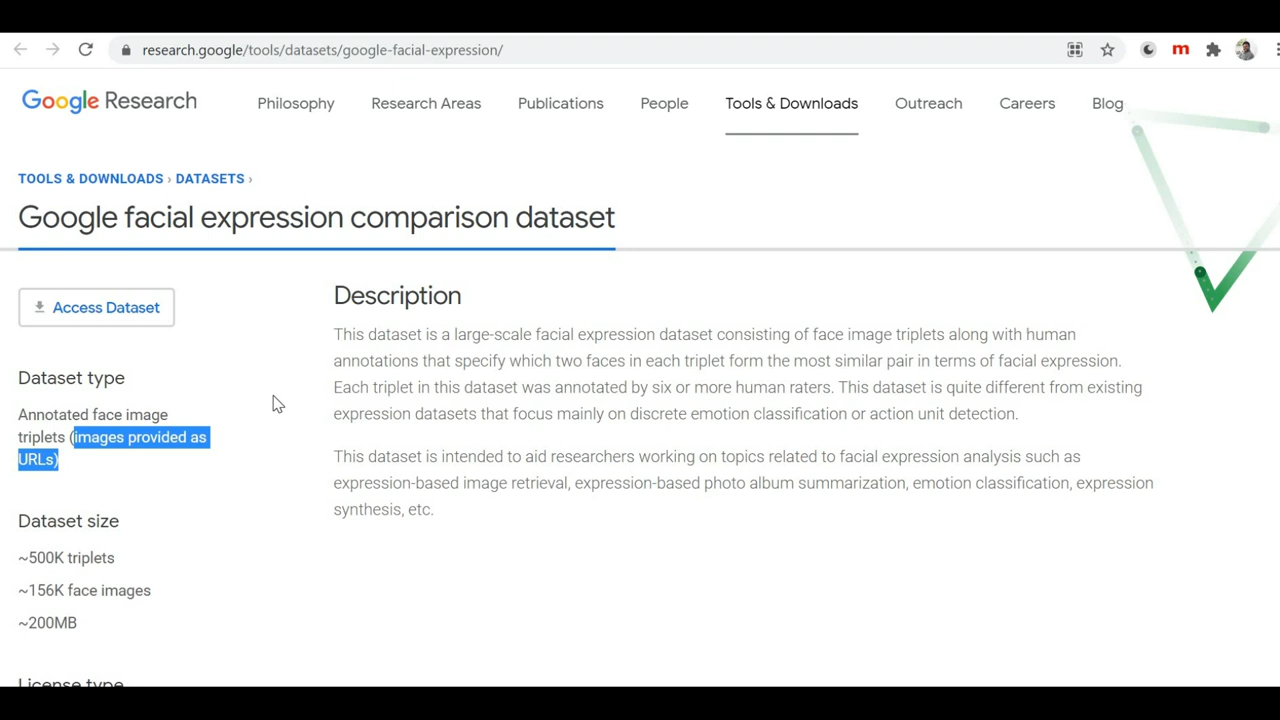 research.google/tools/datasets/google-facial-expression/
m
Google Research
Philosophy
Research Areas
Publications
People
Tools & Downloads
Outreach
Careers
Blog
TOOLS & DOWNLOADS › DATASETS ›
Google facial expression comparison dataset
Access Dataset
Dataset type
Annotated face image
triplets (images provided as
URLs)
Dataset size
~500K triplets
~156K face images
~200MB
License type
Description
This dataset is a large-scale facial expression dataset consisting of face image triplets along with human
annotations that specify which two faces in each triplet form the most similar pair in terms of facial expression.
Each triplet in this dataset was annotated by six or more human raters. This dataset is quite different from existing
expression datasets that focus mainly on discrete emotion classification or action unit detection.
This dataset is intended to aid researchers working on topics related to facial expression analysis such as
expression-based image retrieval, expression-based photo album summarization, emotion classification, expression
synthesis, etc.